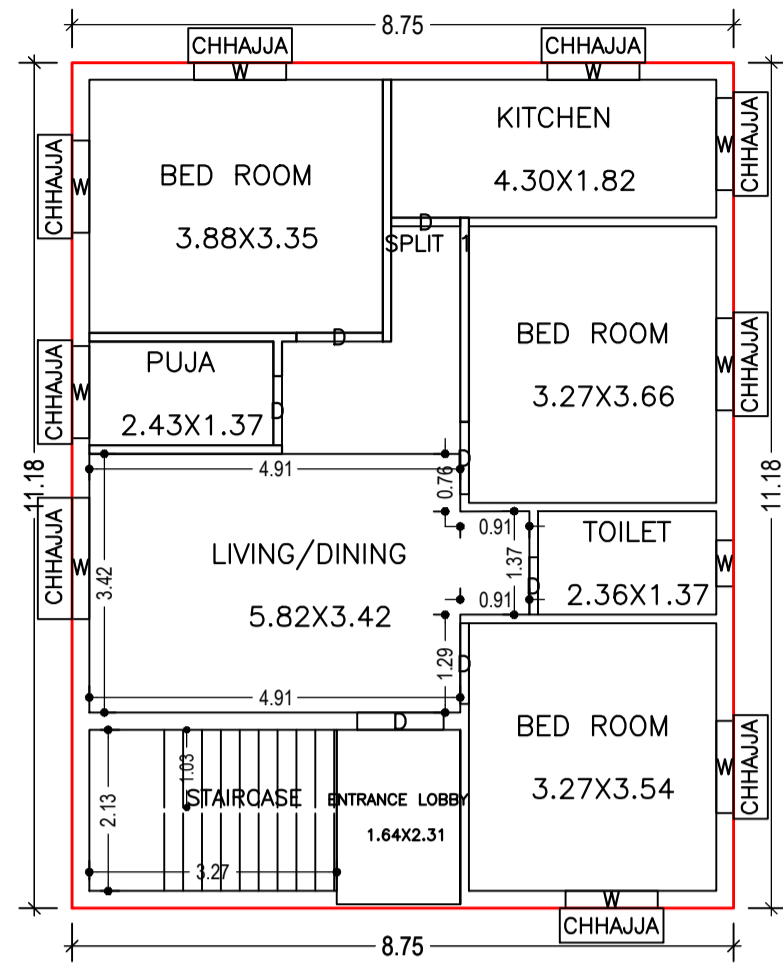 8.75
CHHAJJA
CHHAJJA
W
W
KITCHEN
4.30X1.82
CHHAJJA
W
BED ROOM
3.88X3.35
CHHAJJA
W
D
SPLIT 1
BED ROOM
3.27X3.66
CHHAJJA
W
D
PUJA
2.43X1.37
CHHAJJA
W
D
D
11.18
11.18
4.91
0.76
LIVING/DINING
5.82X3.42
3.42
CHHAJJA
W
0.91
1.37
0.91
TOILET
2.36X1.37
W
D
1.29
D
4.91
D
BED ROOM
3.27X3.54
CHHAJJA
W
STAIRCASE
1.03
2.13
3.27
ENTRANCE LOBBY
1.64X2.31
W
CHHAJJA
8.75